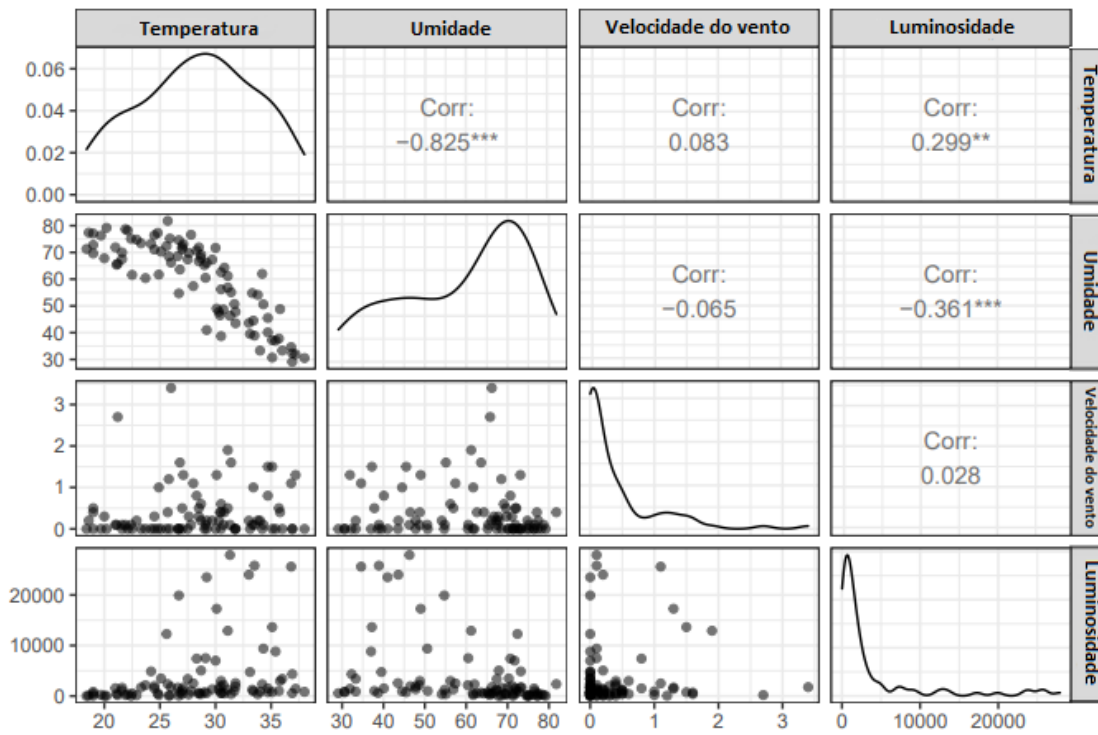 Temperatura Umidade Velocidade do vento Luminosidade
0.06
0.04
0.02
0.00
Corr:
−0.825***
Corr:
0.083
Corr:
0.299**
Temperatura
80
70
60
50
40
30
Corr:
−0.065
Corr:
−0.361***
Umidade
3
2
1
0
Corr:
0.028
Velocidade do vento
20000
10000
0
Luminosidade
20 25 30 35 30 40 50 60 70 80 0 1 2 3 0 10000 20000